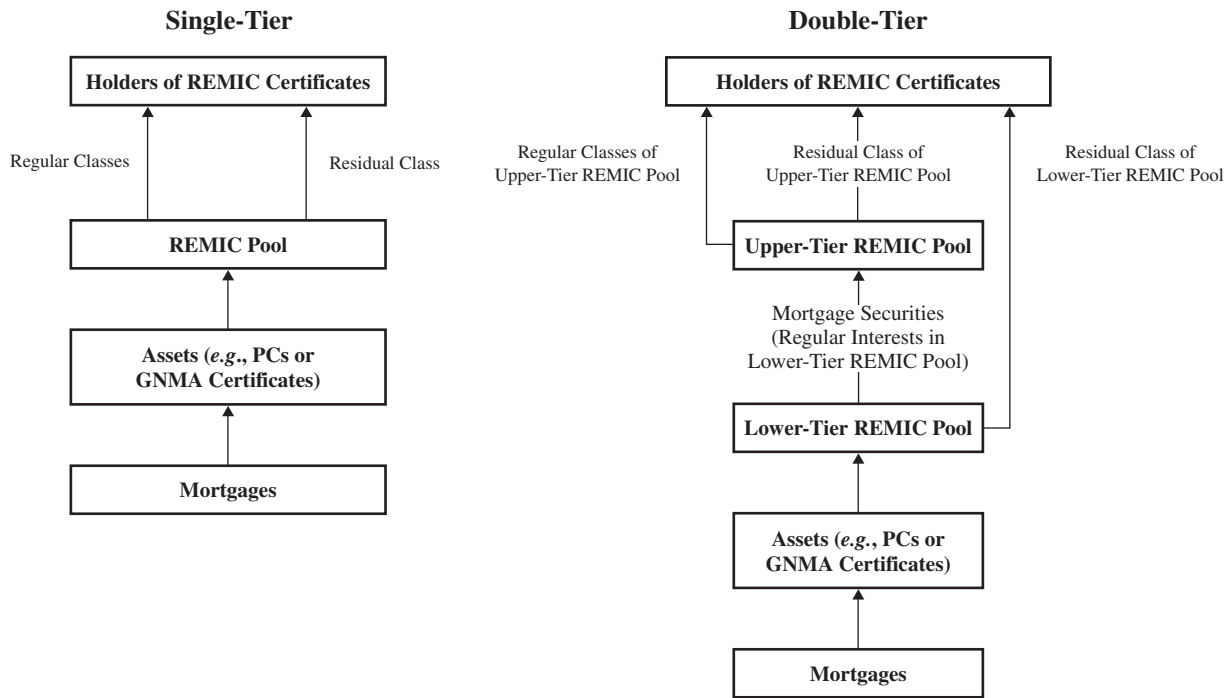 Single-Tier
Holders of REMIC Certificates
Regular Classes
Residual Class
REMIC Pool
Assets (e.g., PCs or
GNMA Certificates)
Mortgages
Double-Tier
Holders of REMIC Certificates
Regular Classes of
Upper-Tier REMIC Pool
Residual Class of
Upper-Tier REMIC Pool
Residual Class of
Lower-Tier REMIC Pool
Upper-Tier REMIC Pool
Mortgage Securities
(Regular Interests in
Lower-Tier REMIC Pool)
Lower-Tier REMIC Pool
Assets (e.g., PCs or
GNMA Certificates)
Mortgages